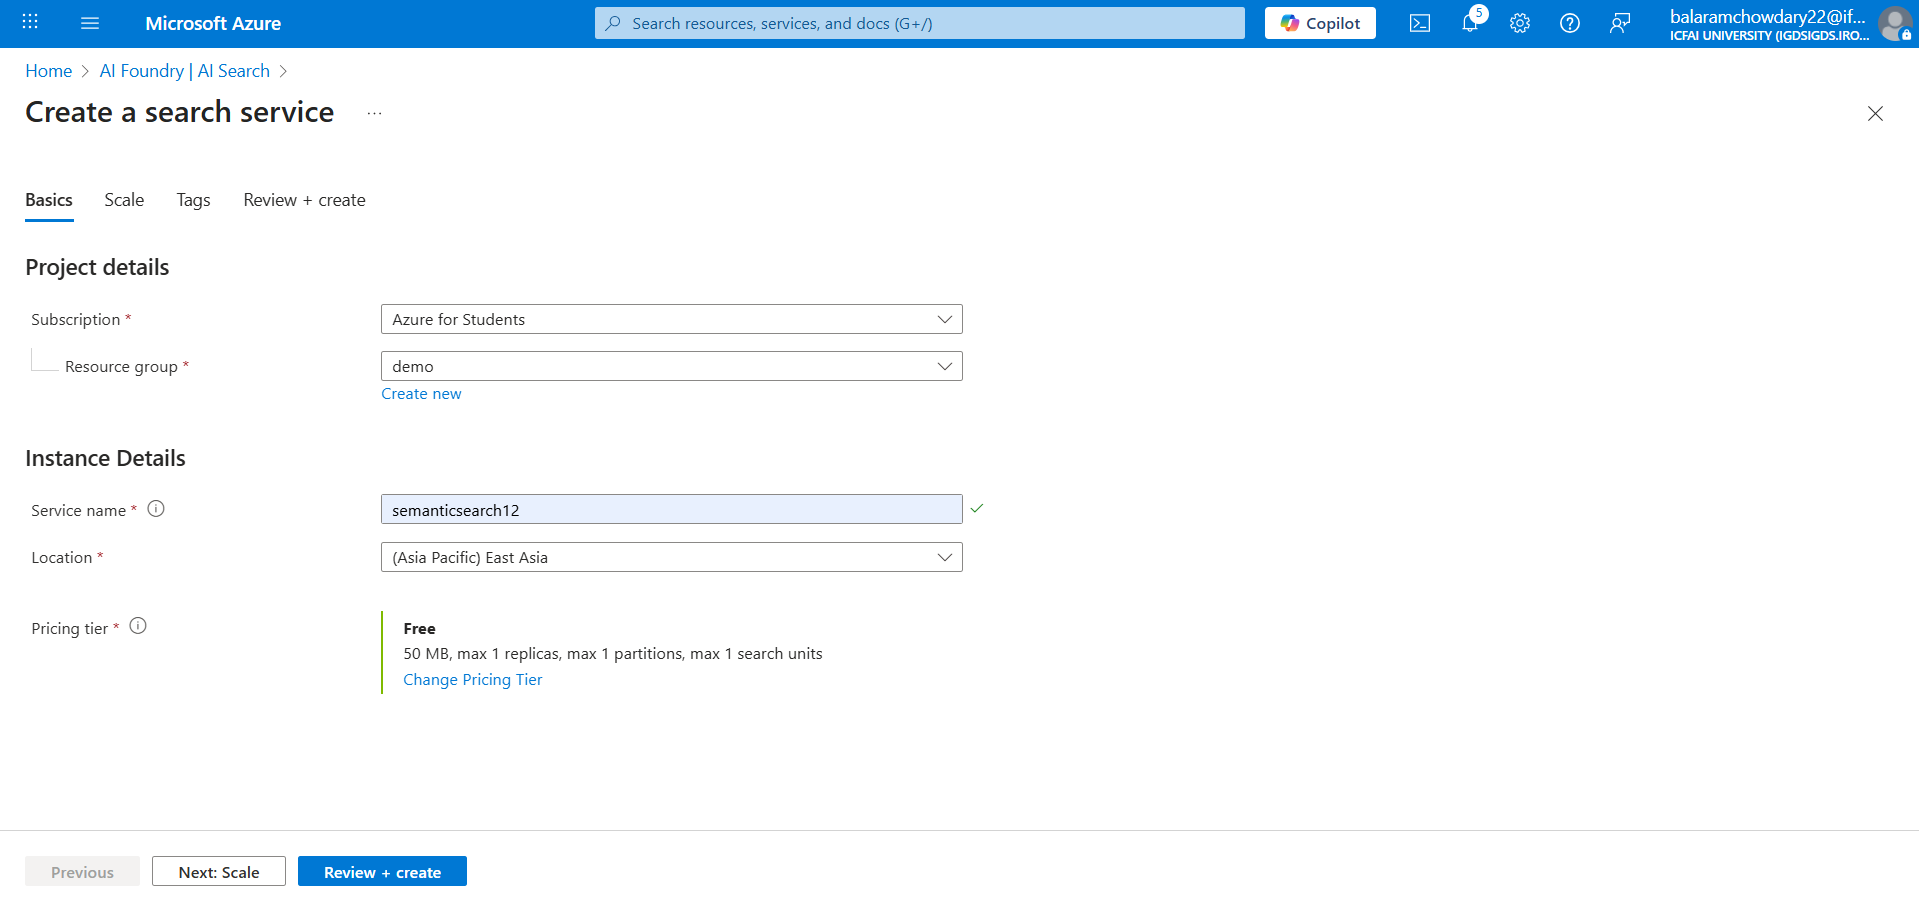 Microsoft Azure
Search resources, services, and docs (G+/)
Copilot
5
balaramchowdary22@if...
ICFAI UNIVERSITY (IGDSIGDS.IRO...
Home > AI Foundry | AI Search >
Create a search service ...
Basics Scale Tags Review + create
Project details
Subscription * Azure for Students
Resource group * demo
Create new
Instance Details
Service name * semanticsearch12
Location * (Asia Pacific) East Asia
Pricing tier * Free
50 MB, max 1 replicas, max 1 partitions, max 1 search units
Change Pricing Tier
Previous Next: Scale Review + create